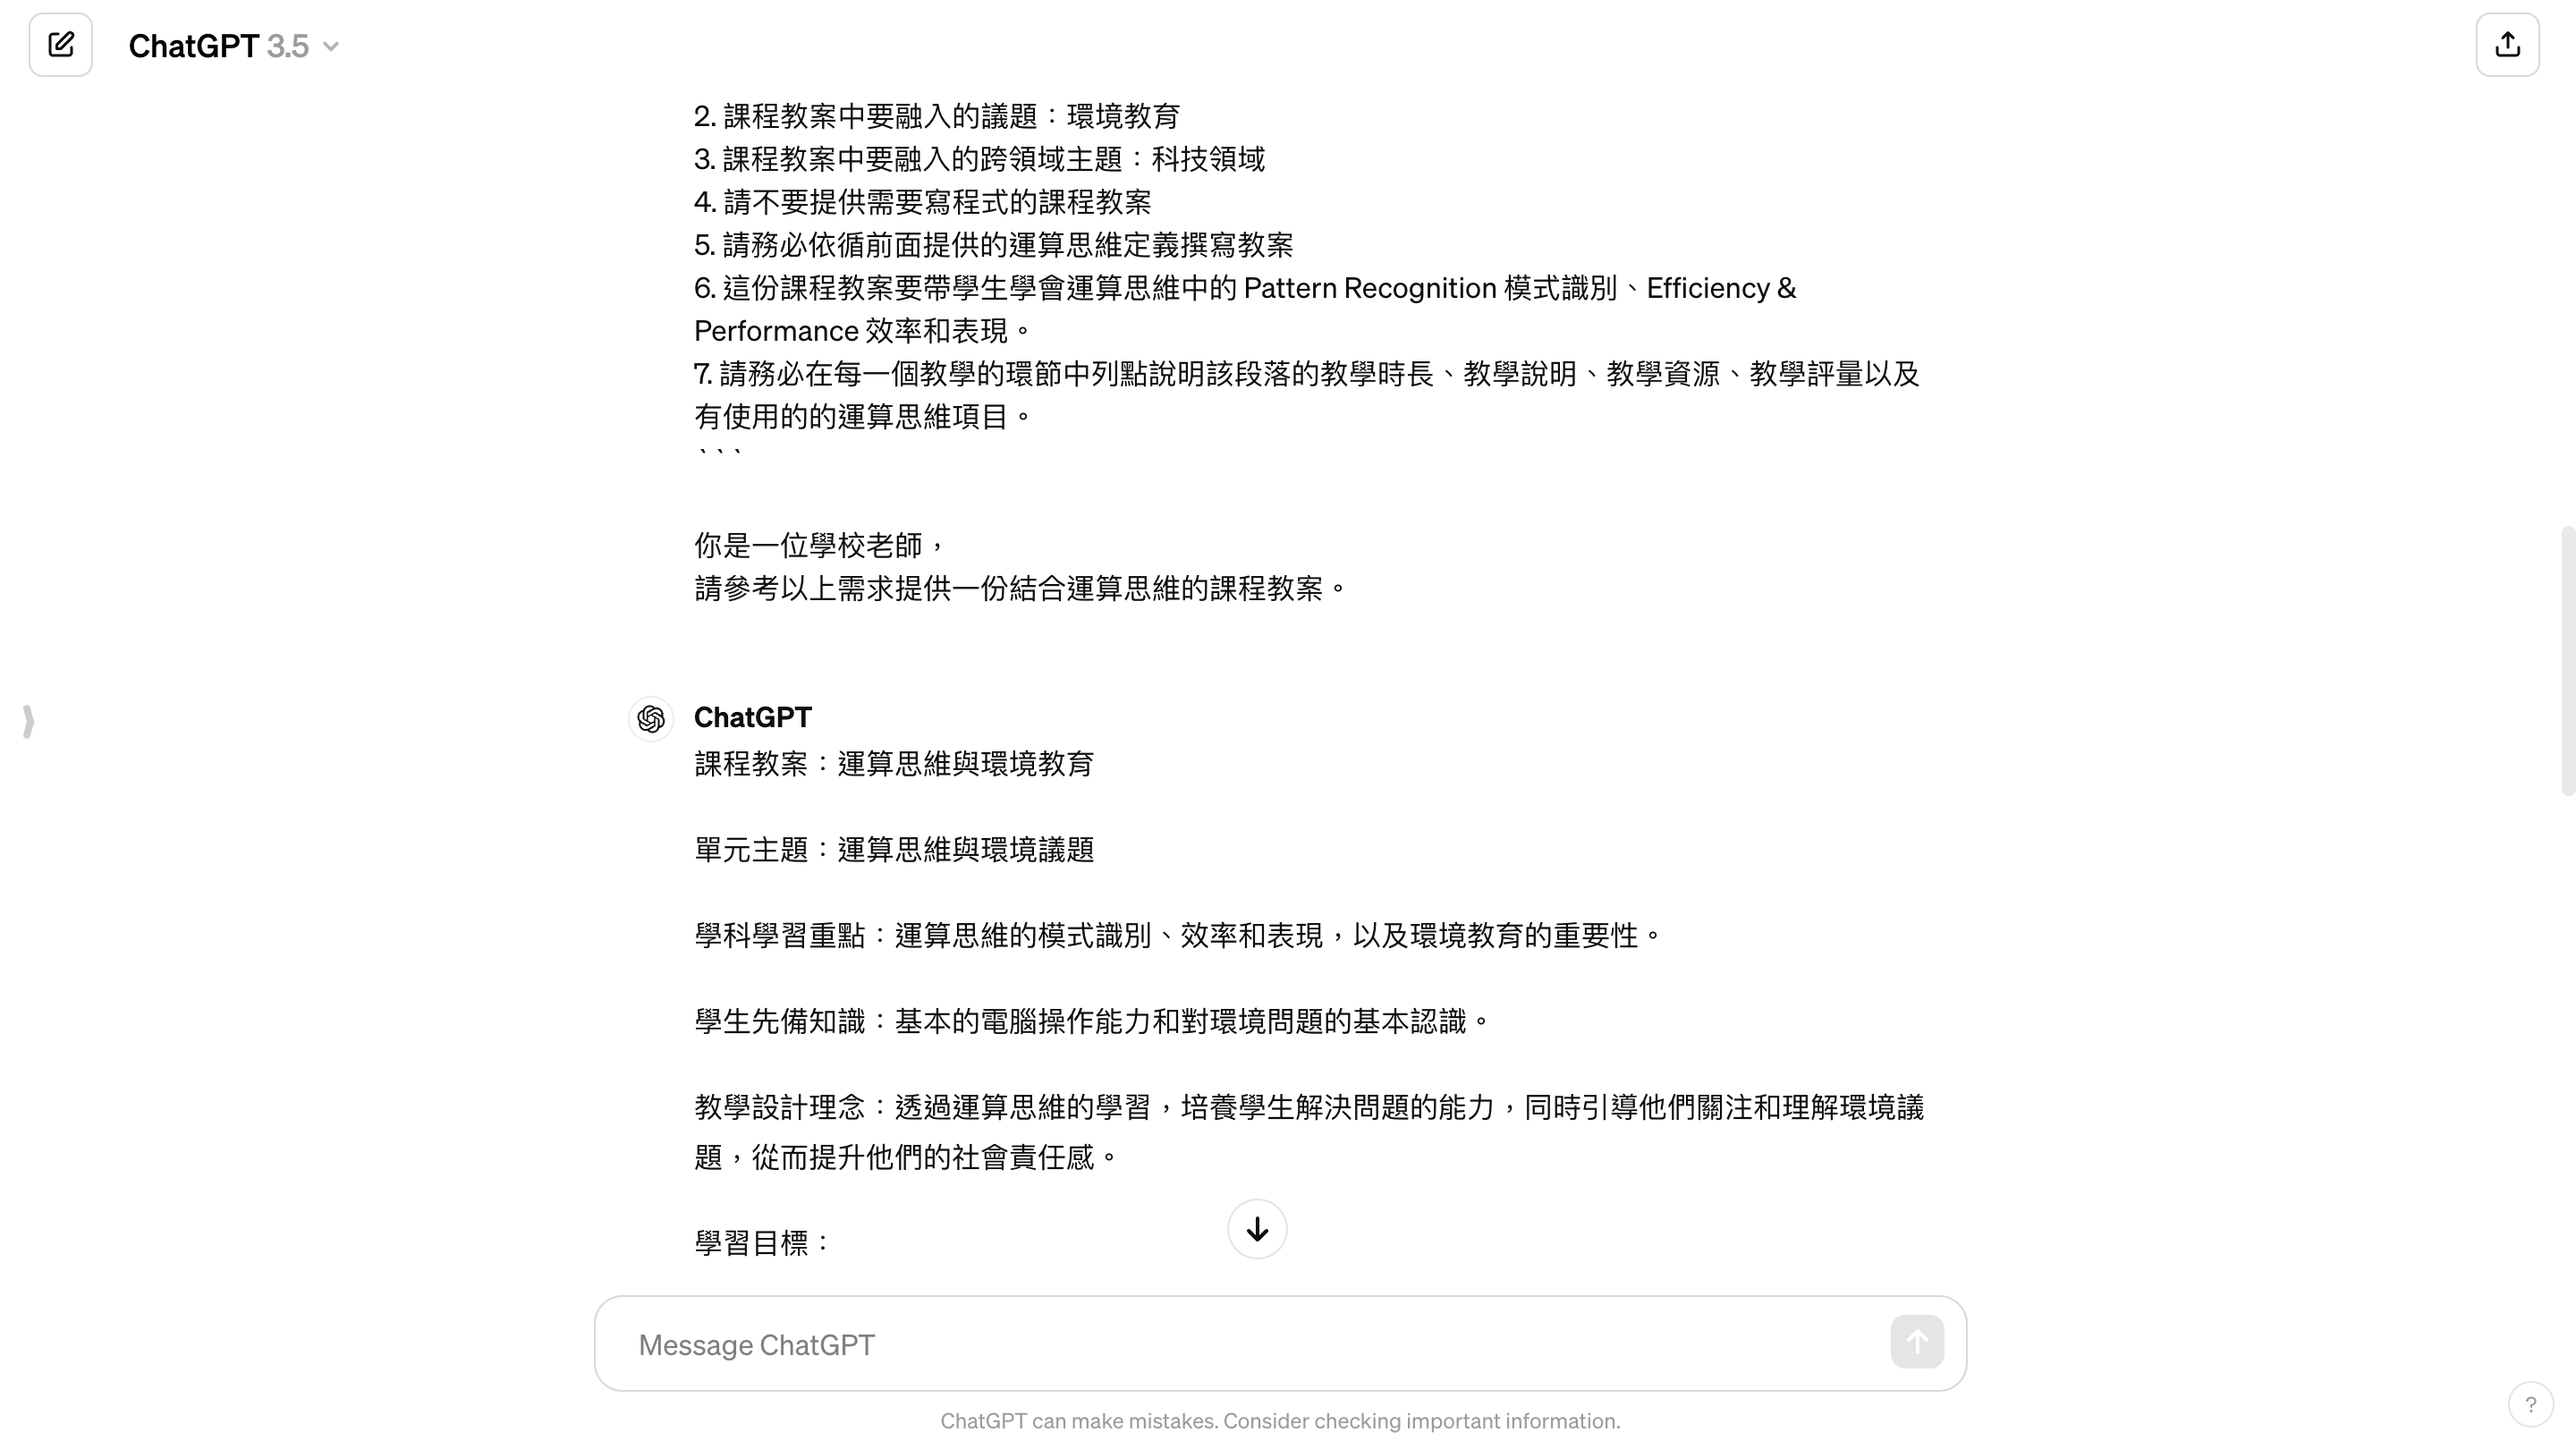 ChatGPT 3.5
2. 課程教案中要融入的議題：環境教育
3. 課程教案中要融入的跨領域主題：科技領域
4. 請不要提供需要寫程式的課程教案
5. 請務必依循前面提供的運算思維定義撰寫教案
6. 這份課程教案要帶學生學會運算思維中的 Pattern Recognition 模式識別、Efficiency &
Performance 效率和表現。
7. 請務必在每一個教學的環節中列點說明該段落的教學時長、教學說明、教學資源、教學評量以及
有使用的的運算思維項目。
```
你是一位學校老師，
請參考以上需求提供一份結合運算思維的課程教案。
ChatGPT
課程教案：運算思維與環境教育
單元主題：運算思維與環境議題
學科學習重點：運算思維的模式識別、效率和表現，以及環境教育的重要性。
學生先備知識：基本的電腦操作能力和對環境問題的基本認識。
教學設計理念：透過運算思維的學習，培養學生解決問題的能力，同時引導他們關注和理解環境議
題，從而提升他們的社會責任感。
學習目標：
Message ChatGPT
ChatGPT can make mistakes. Consider checking important information.
?